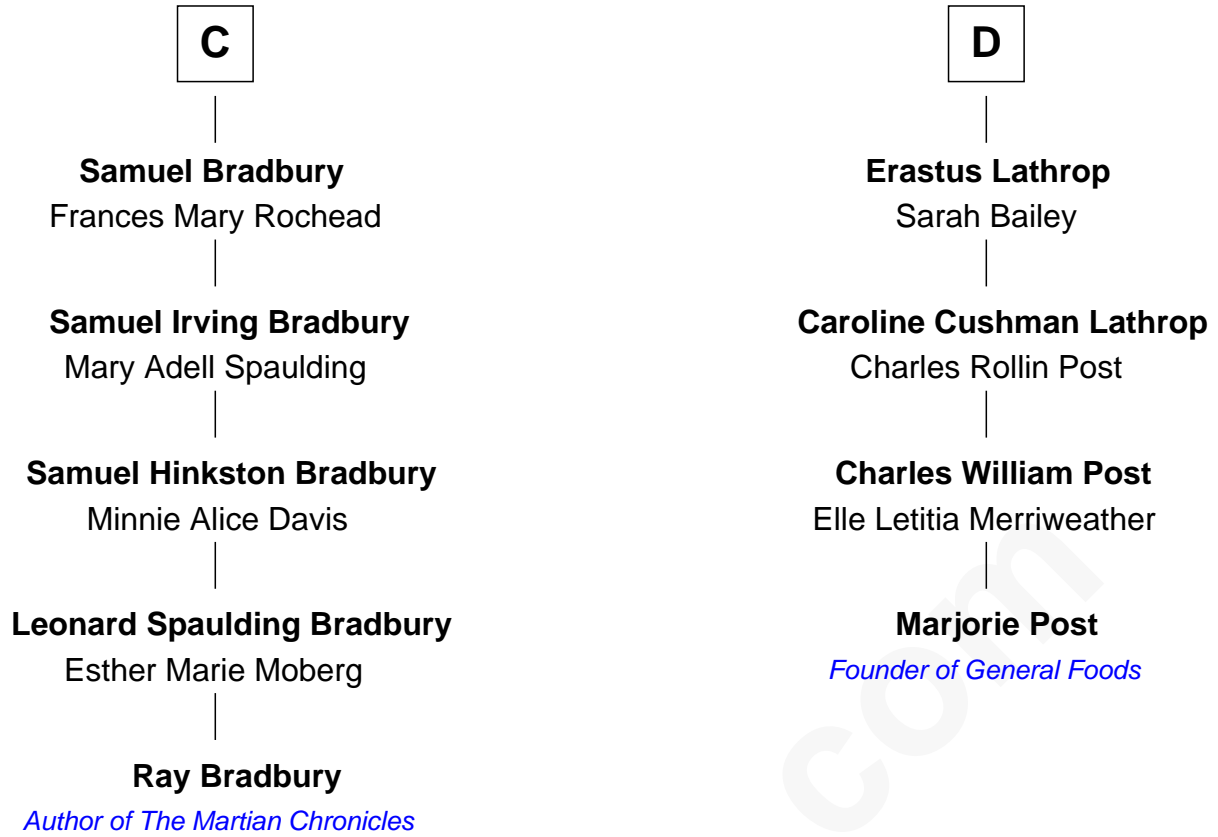 C
Samuel Bradbury
Frances Mary Rochead
Samuel Irving Bradbury
Mary Adell Spaulding
Samuel Hinkston Bradbury
Minnie Alice Davis
Leonard Spaulding Bradbury
Esther Marie Moberg
Ray Bradbury
Author of The Martian Chronicles
D
Erastus Lathrop
Sarah Bailey
Caroline Cushman Lathrop
Charles Rollin Post
Charles William Post
Elle Letitia Merriweather
Marjorie Post
Founder of General Foods
com